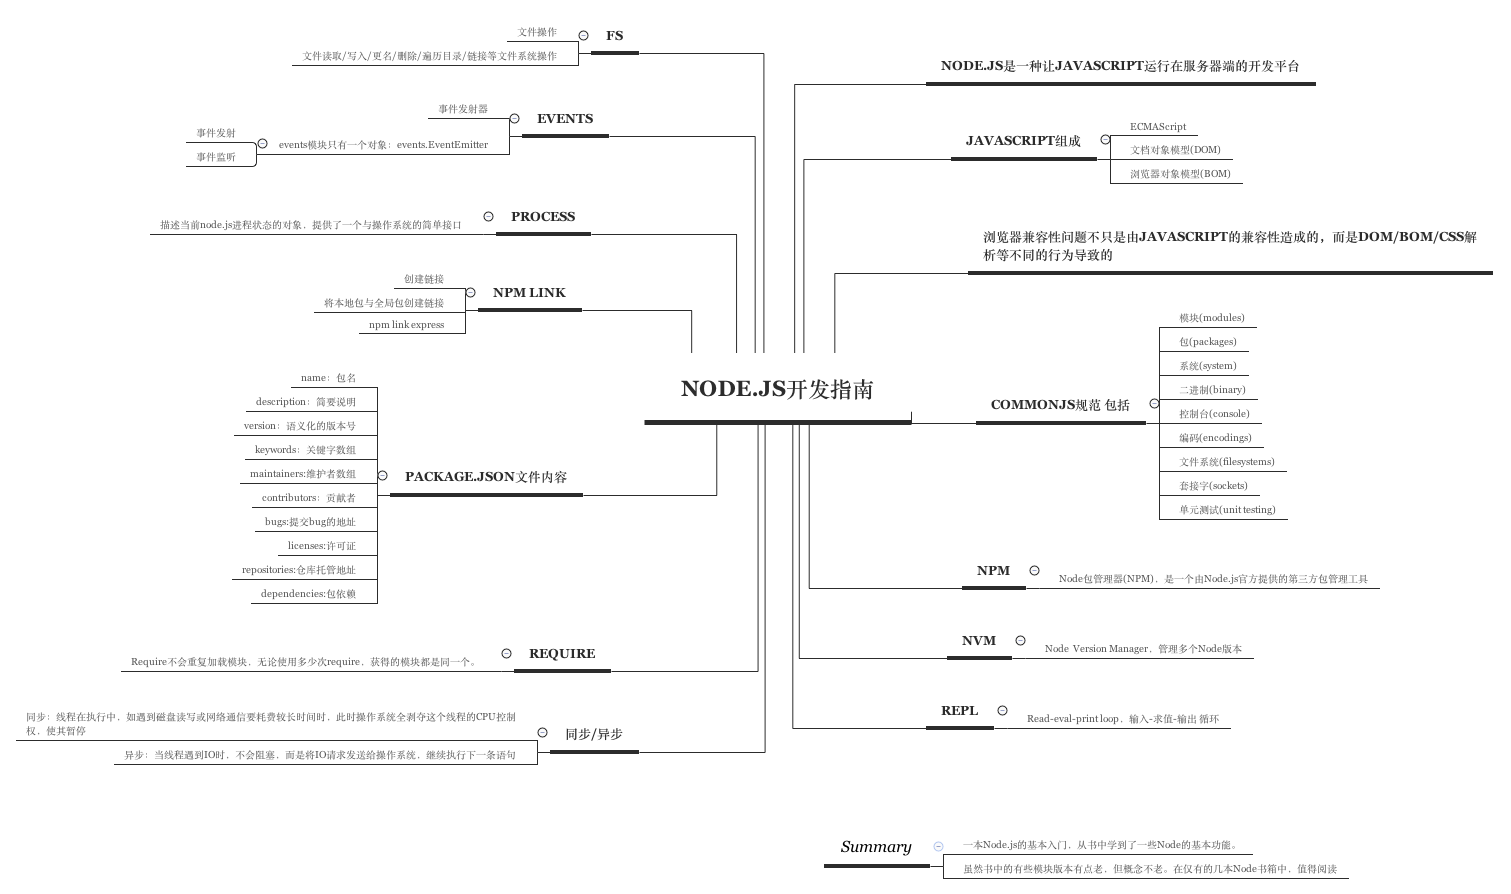 NODE.JS开发指南
NODE.JS是一种让JAVASCRIPT运行在服务器端的开发平台
JAVASCRIPT组成
ECMAScript
文档对象模型(DOM)
浏览器对象模型(BOM)
浏览器兼容性问题不只是由JAVASCRIPT的兼容性造成的，而是DOM/BOM/CSS解
析等不同的行为导致的
COMMONJS规范 包括
模块(modules)
包(packages)
系统(system)
二进制(binary)
控制台(console)
编码(encodings)
文件系统(filesystems)
套接字(sockets)
单元测试(unit testing)
NPM
Node包管理器(NPM)，是一个由Node.js官方提供的第三方包管理工具
NVM
Node Version Manager，管理多个Node版本
REPL
Read-eval-print loop，输入-求值-输出 循环
FS
文件操作
文件读取/写入/更名/删除/遍历目录/链接等文件系统操作
EVENTS
事件发射器
events模块只有一个对象：events.EventEmitter
事件发射
事件监听
PROCESS
描述当前node.js进程状态的对象，提供了一个与操作系统的简单接口
NPM LINK
创建链接
将本地包与全局包创建链接
npm link express
PACKAGE.JSON文件内容
name：包名
description：简要说明
version：语义化的版本号
keywords：关键字数组
maintainers:维护者数组
contributors：贡献者
bugs:提交bug的地址
licenses:许可证
repositories:仓库托管地址
dependencies:包依赖
REQUIRE
Require不会重复加载模块，无论使用多少次require，获得的模块都是同一个。
同步/异步
同步：线程在执行中，如遇到磁盘读写或网络通信要耗费较长时间时，此时操作系统全剥夺这个线程的CPU控制
权，使其暂停
异步：当线程遇到IO时，不会阻塞，而是将IO请求发送给操作系统，继续执行下一条语句
Summary
一本Node.js的基本入门，从书中学到了一些Node的基本功能。
虽然书中的有些模块版本有点老，但概念不老。在仅有的几本Node书箱中，值得阅读